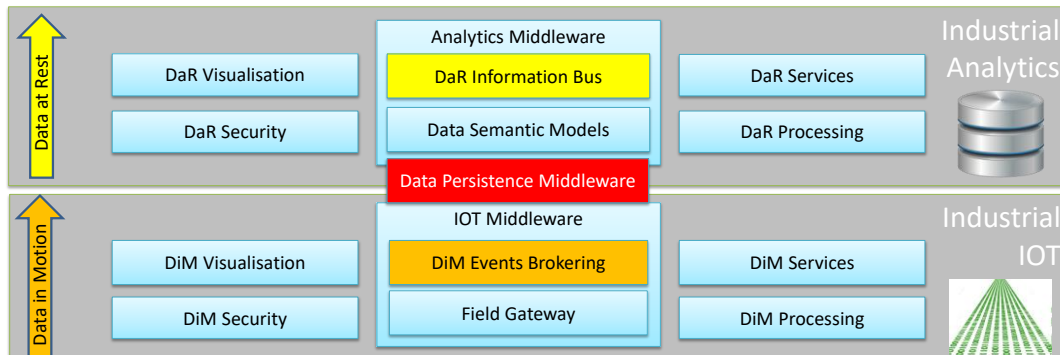 Data at Rest
Analytics Middleware
Industrial
Analytics
DaR Visualisation
DaR Information Bus
DaR Services
DaR Security
Data Semantic Models
DaR Processing
Data Persistence Middleware
Data in Motion
IOT Middleware
Industrial
IOT
DiM Visualisation
DiM Events Brokering
DiM Services
DiM Security
Field Gateway
DiM Processing